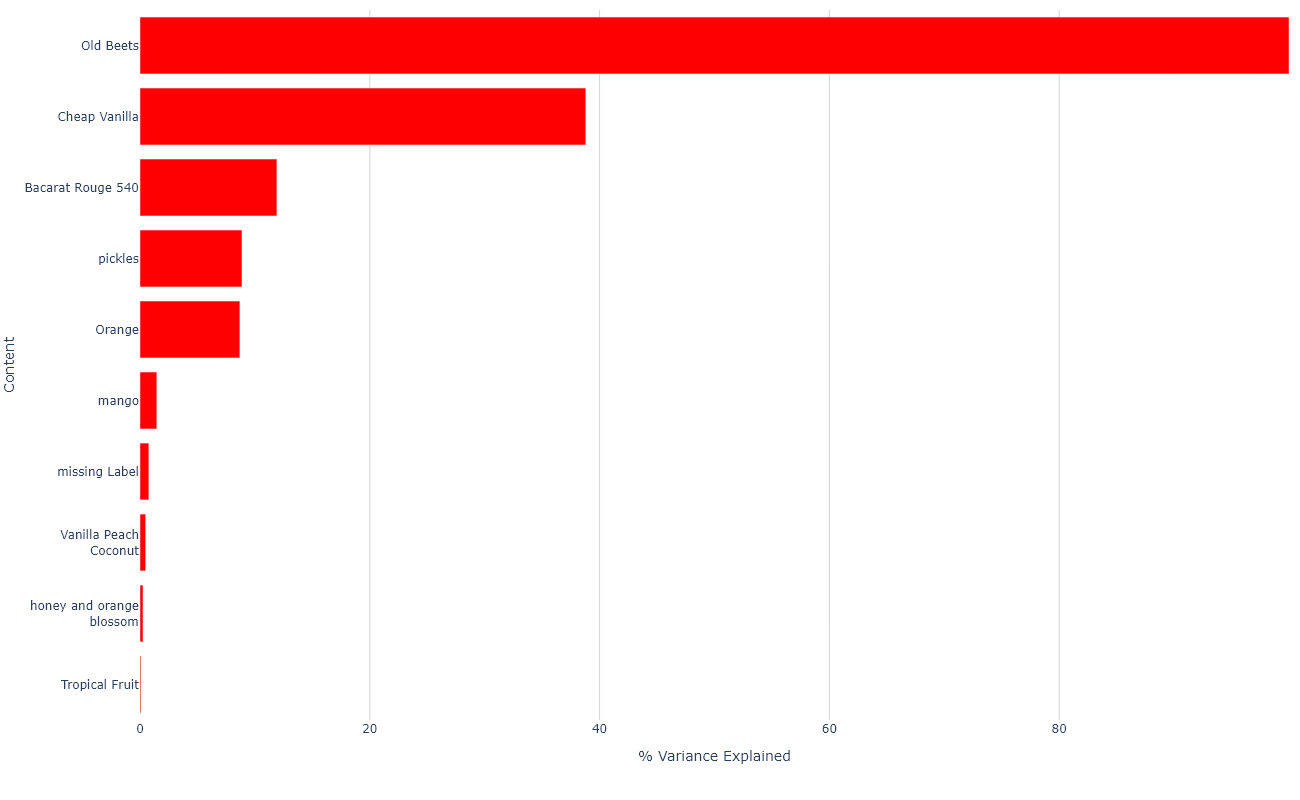 Old Beets
Cheap Vanilla
Bacarat Rouge 540
pickles
Orange
mango
missing Label
Vanilla Peach
Coconut
honey and orange
blossom
Tropical Fruit
Content
0 20 40 60 80
% Variance Explained